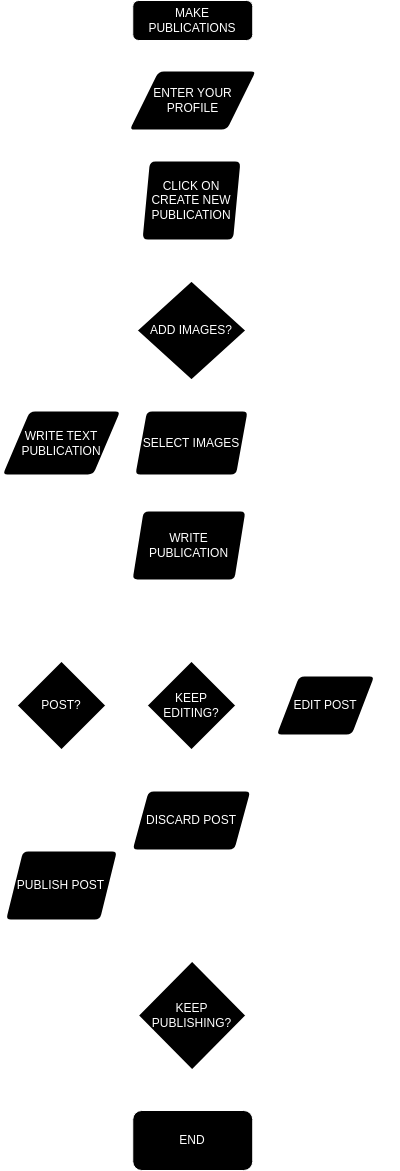 MAKE
PUBLICATIONS
ENTER YOUR
PROFILE
CLICK ON
CREATE NEW
PUBLICATION
ADD IMAGES?
WRITE TEXT
PUBLICATION
SELECT IMAGES
WRITE
PUBLICATION
POST?
KEEP
EDITING?
EDIT POST
DISCARD POST
PUBLISH POST
KEEP
PUBLISHING?
END